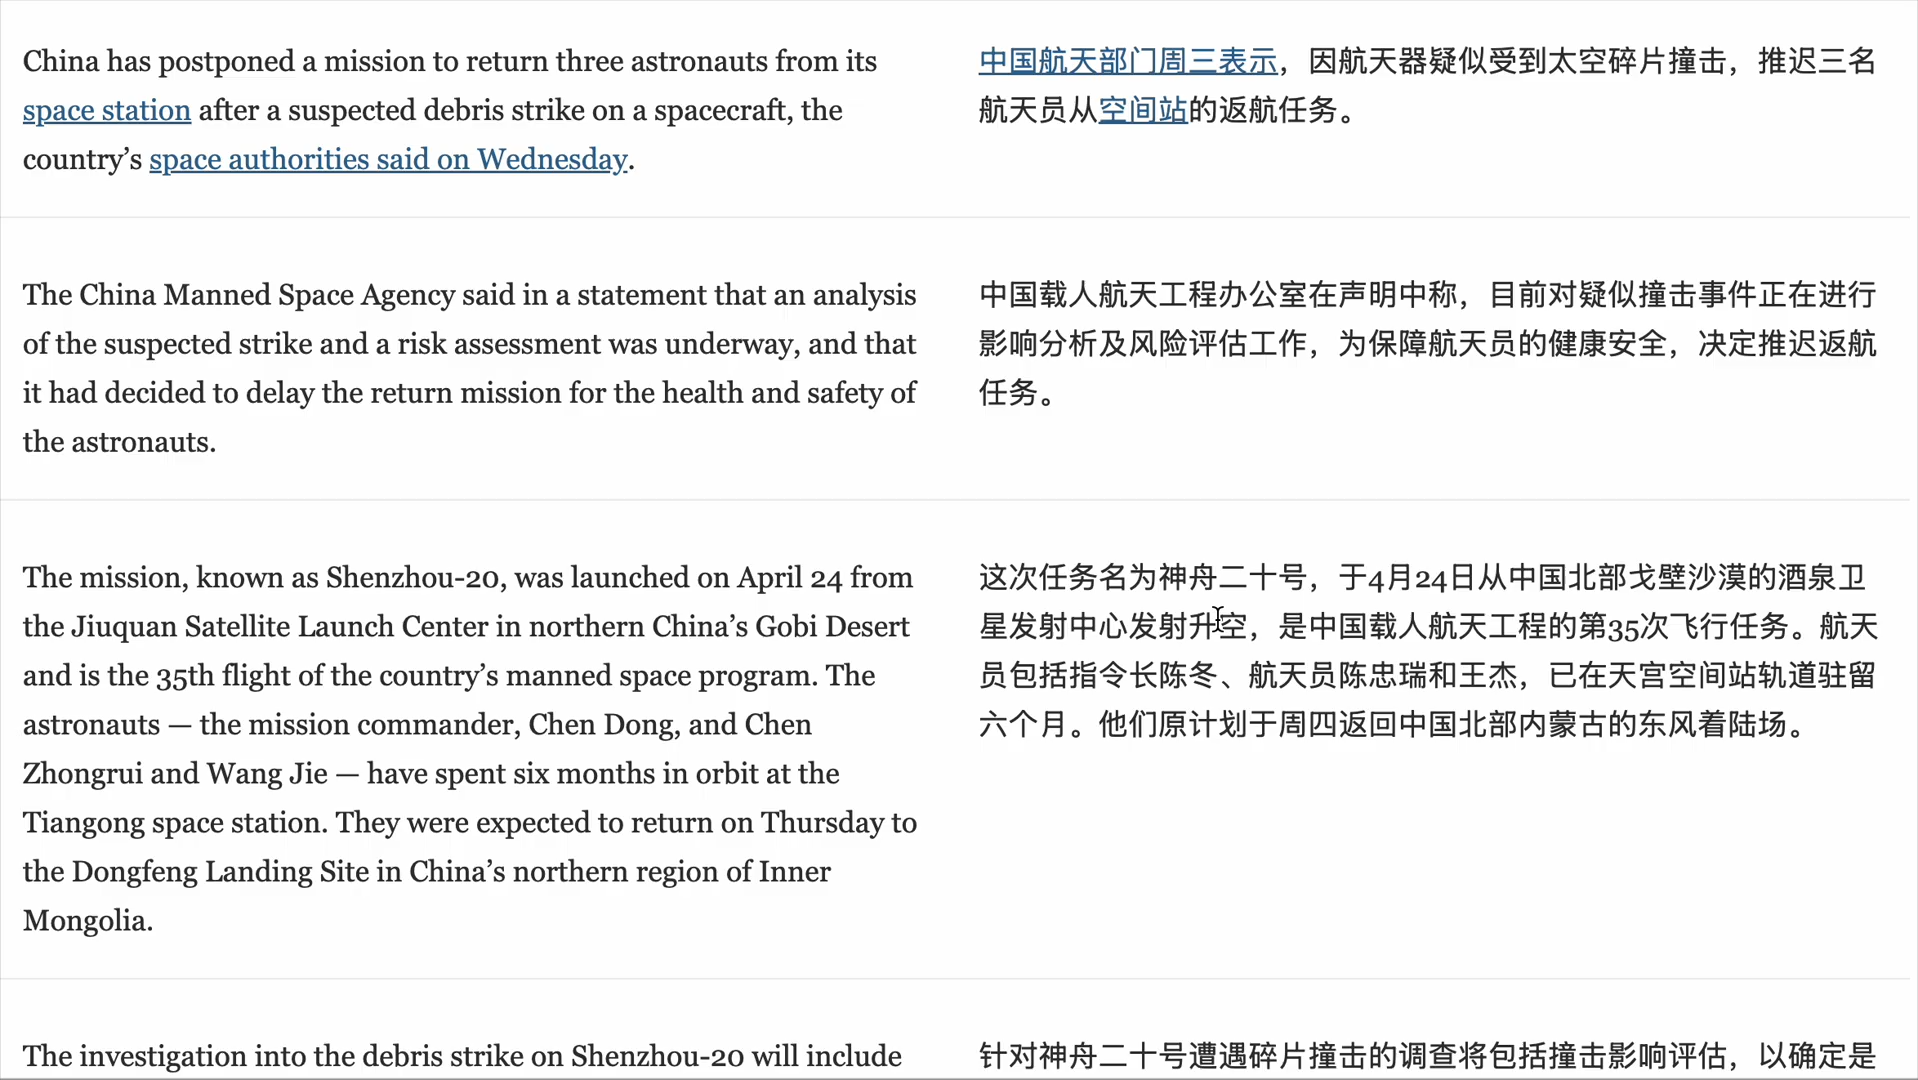 China has postponed a mission to return three astronauts from its
space station after a suspected debris strike on a spacecraft, the
country’s space authorities said on Wednesday.
中国航天部门周三表示，因航天器疑似受到太空碎片撞击，推迟三名
航天员从空间站的返航任务。
The China Manned Space Agency said in a statement that an analysis
of the suspected strike and a risk assessment was underway, and that
it had decided to delay the return mission for the health and safety of
the astronauts.
中国载人航天工程办公室在声明中称，目前对疑似撞击事件正在进行
影响分析及风险评估工作，为保障航天员的健康安全，决定推迟返航
任务。
The mission, known as Shenzhou-20, was launched on April 24 from
the Jiuquan Satellite Launch Center in northern China’s Gobi Desert
and is the 35th flight of the country’s manned space program. The
astronauts — the mission commander, Chen Dong, and Chen
Zhongrui and Wang Jie — have spent six months in orbit at the
Tiangong space station. They were expected to return on Thursday to
the Dongfeng Landing Site in China’s northern region of Inner
Mongolia.
这次任务名为神舟二十号，于4月24日从中国北部戈壁沙漠的酒泉卫
星发射中心发射升空，是中国载人航天工程的第35次飞行任务。航天
员包括指令长陈冬、航天员陈忠瑞和王杰，已在天宫空间站轨道驻留
六个月。他们原计划于周四返回中国北部内蒙古的东风着陆场。
The investigation into the debris strike on Shenzhou-20 will include
针对神舟二十号遭遇碎片撞击的调查将包括撞击影响评估，以确定是